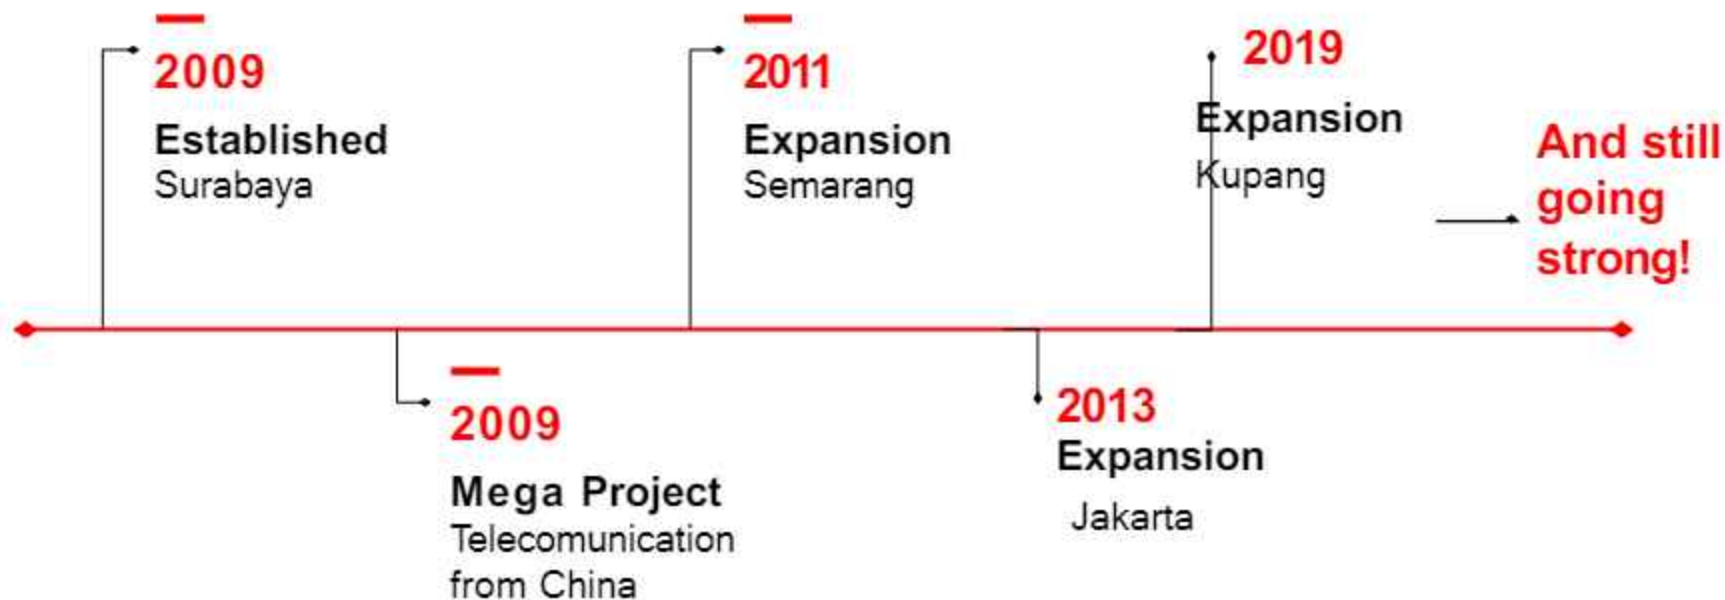 2009
Established
Surabaya
2009
Mega Project
Telecomunication
from China
2011
Expansion
Semarang
2013
Expansion
Jakarta
2019
Expansion
Kupang
And still
going
strong!